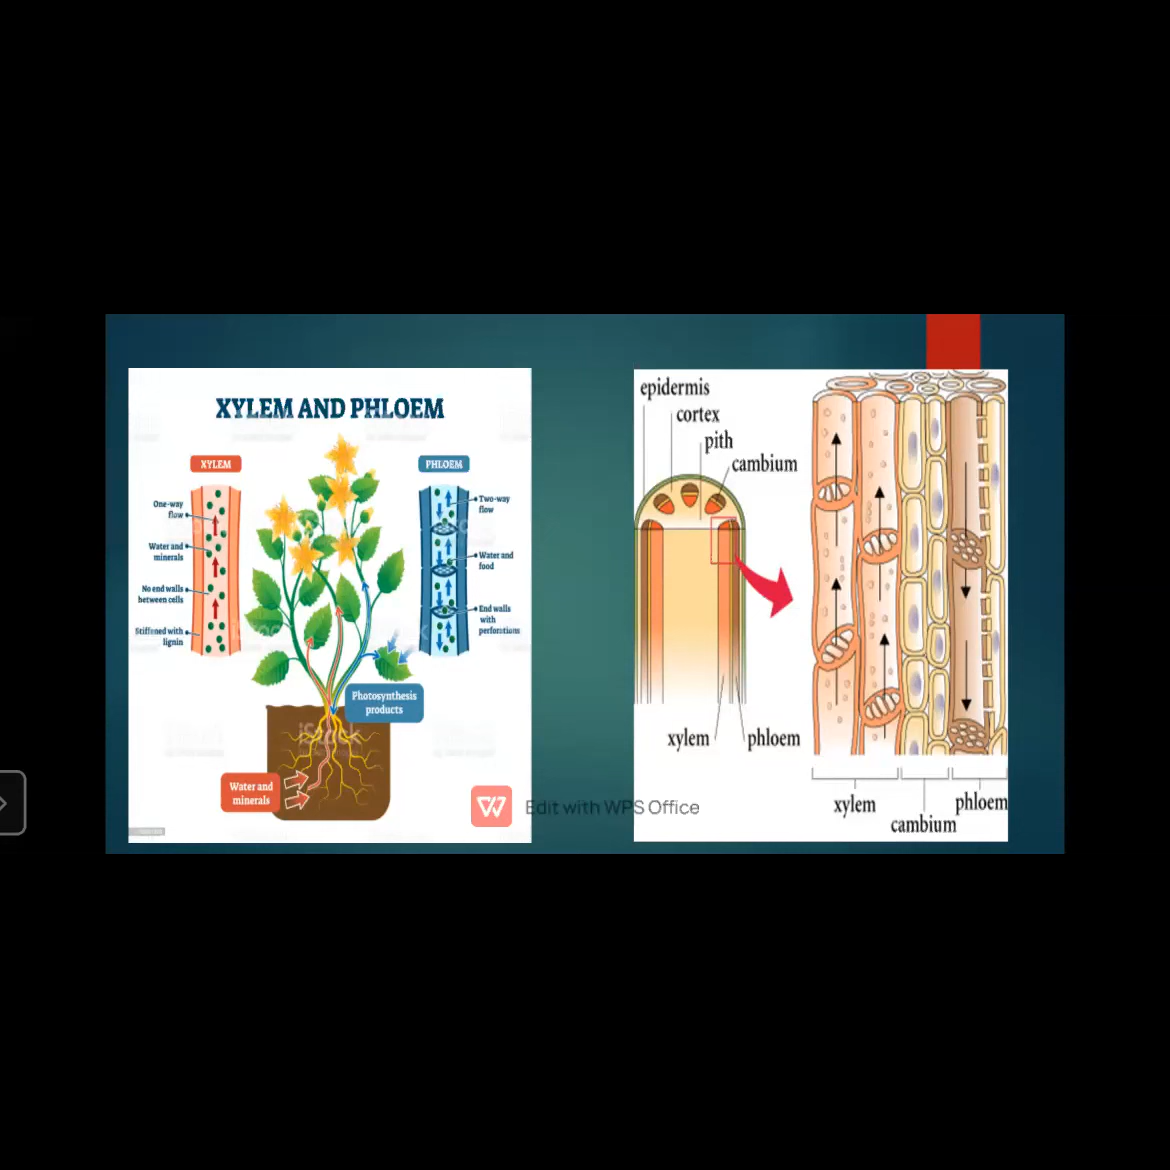 XYLEM AND PHLOEM
XYLEM
One-way
flow
Water and
minerals
No end walls
between cells
Stiffened with
lignin
PHLOEM
Two-way
flow
Water and
food
End walls
with
perforations
Photosynthesis
products
Water and
minerals
epidermis
cortex
pith
cambium
xylem
phloem
xylem
cambium
phloem
Edit with WPS Office